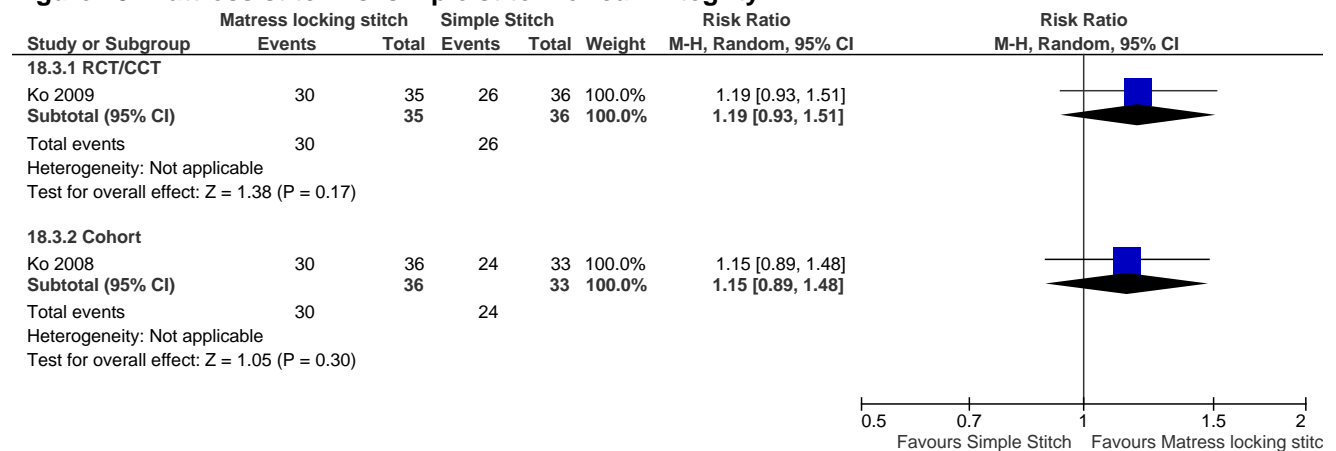 Matress locking stitch Simple Stitch Risk Ratio Risk Ratio
Study or Subgroup Events Total Events Total Weight M-H, Random, 95% CI M-H, Random, 95% CI
18.3.1 RCT/CCT
Ko 2009 30 35 26 36 100.0% 1.19 [0.93, 1.51]
Subtotal (95% CI) 35 36 100.0% 1.19 [0.93, 1.51]
Total events 30 26
Heterogeneity: Not applicable
Test for overall effect: Z = 1.38 (P = 0.17)
18.3.2 Cohort
Ko 2008 30 36 24 33 100.0% 1.15 [0.89, 1.48]
Subtotal (95% CI) 36 33 100.0% 1.15 [0.89, 1.48]
Total events 30 24
Heterogeneity: Not applicable
Test for overall effect: Z = 1.05 (P = 0.30)
0.5 0.7 1 1.5 2
Favours Simple Stitch Favours Matress locking stitc